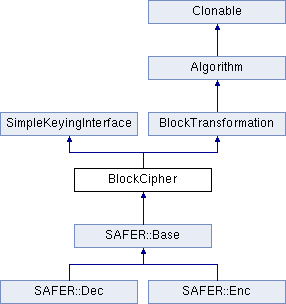 Clonable
Algorithm
SimpleKeyingInterface
BlockTransformation
BlockCipher
SAFER::Base
SAFER::Dec
SAFER::Enc